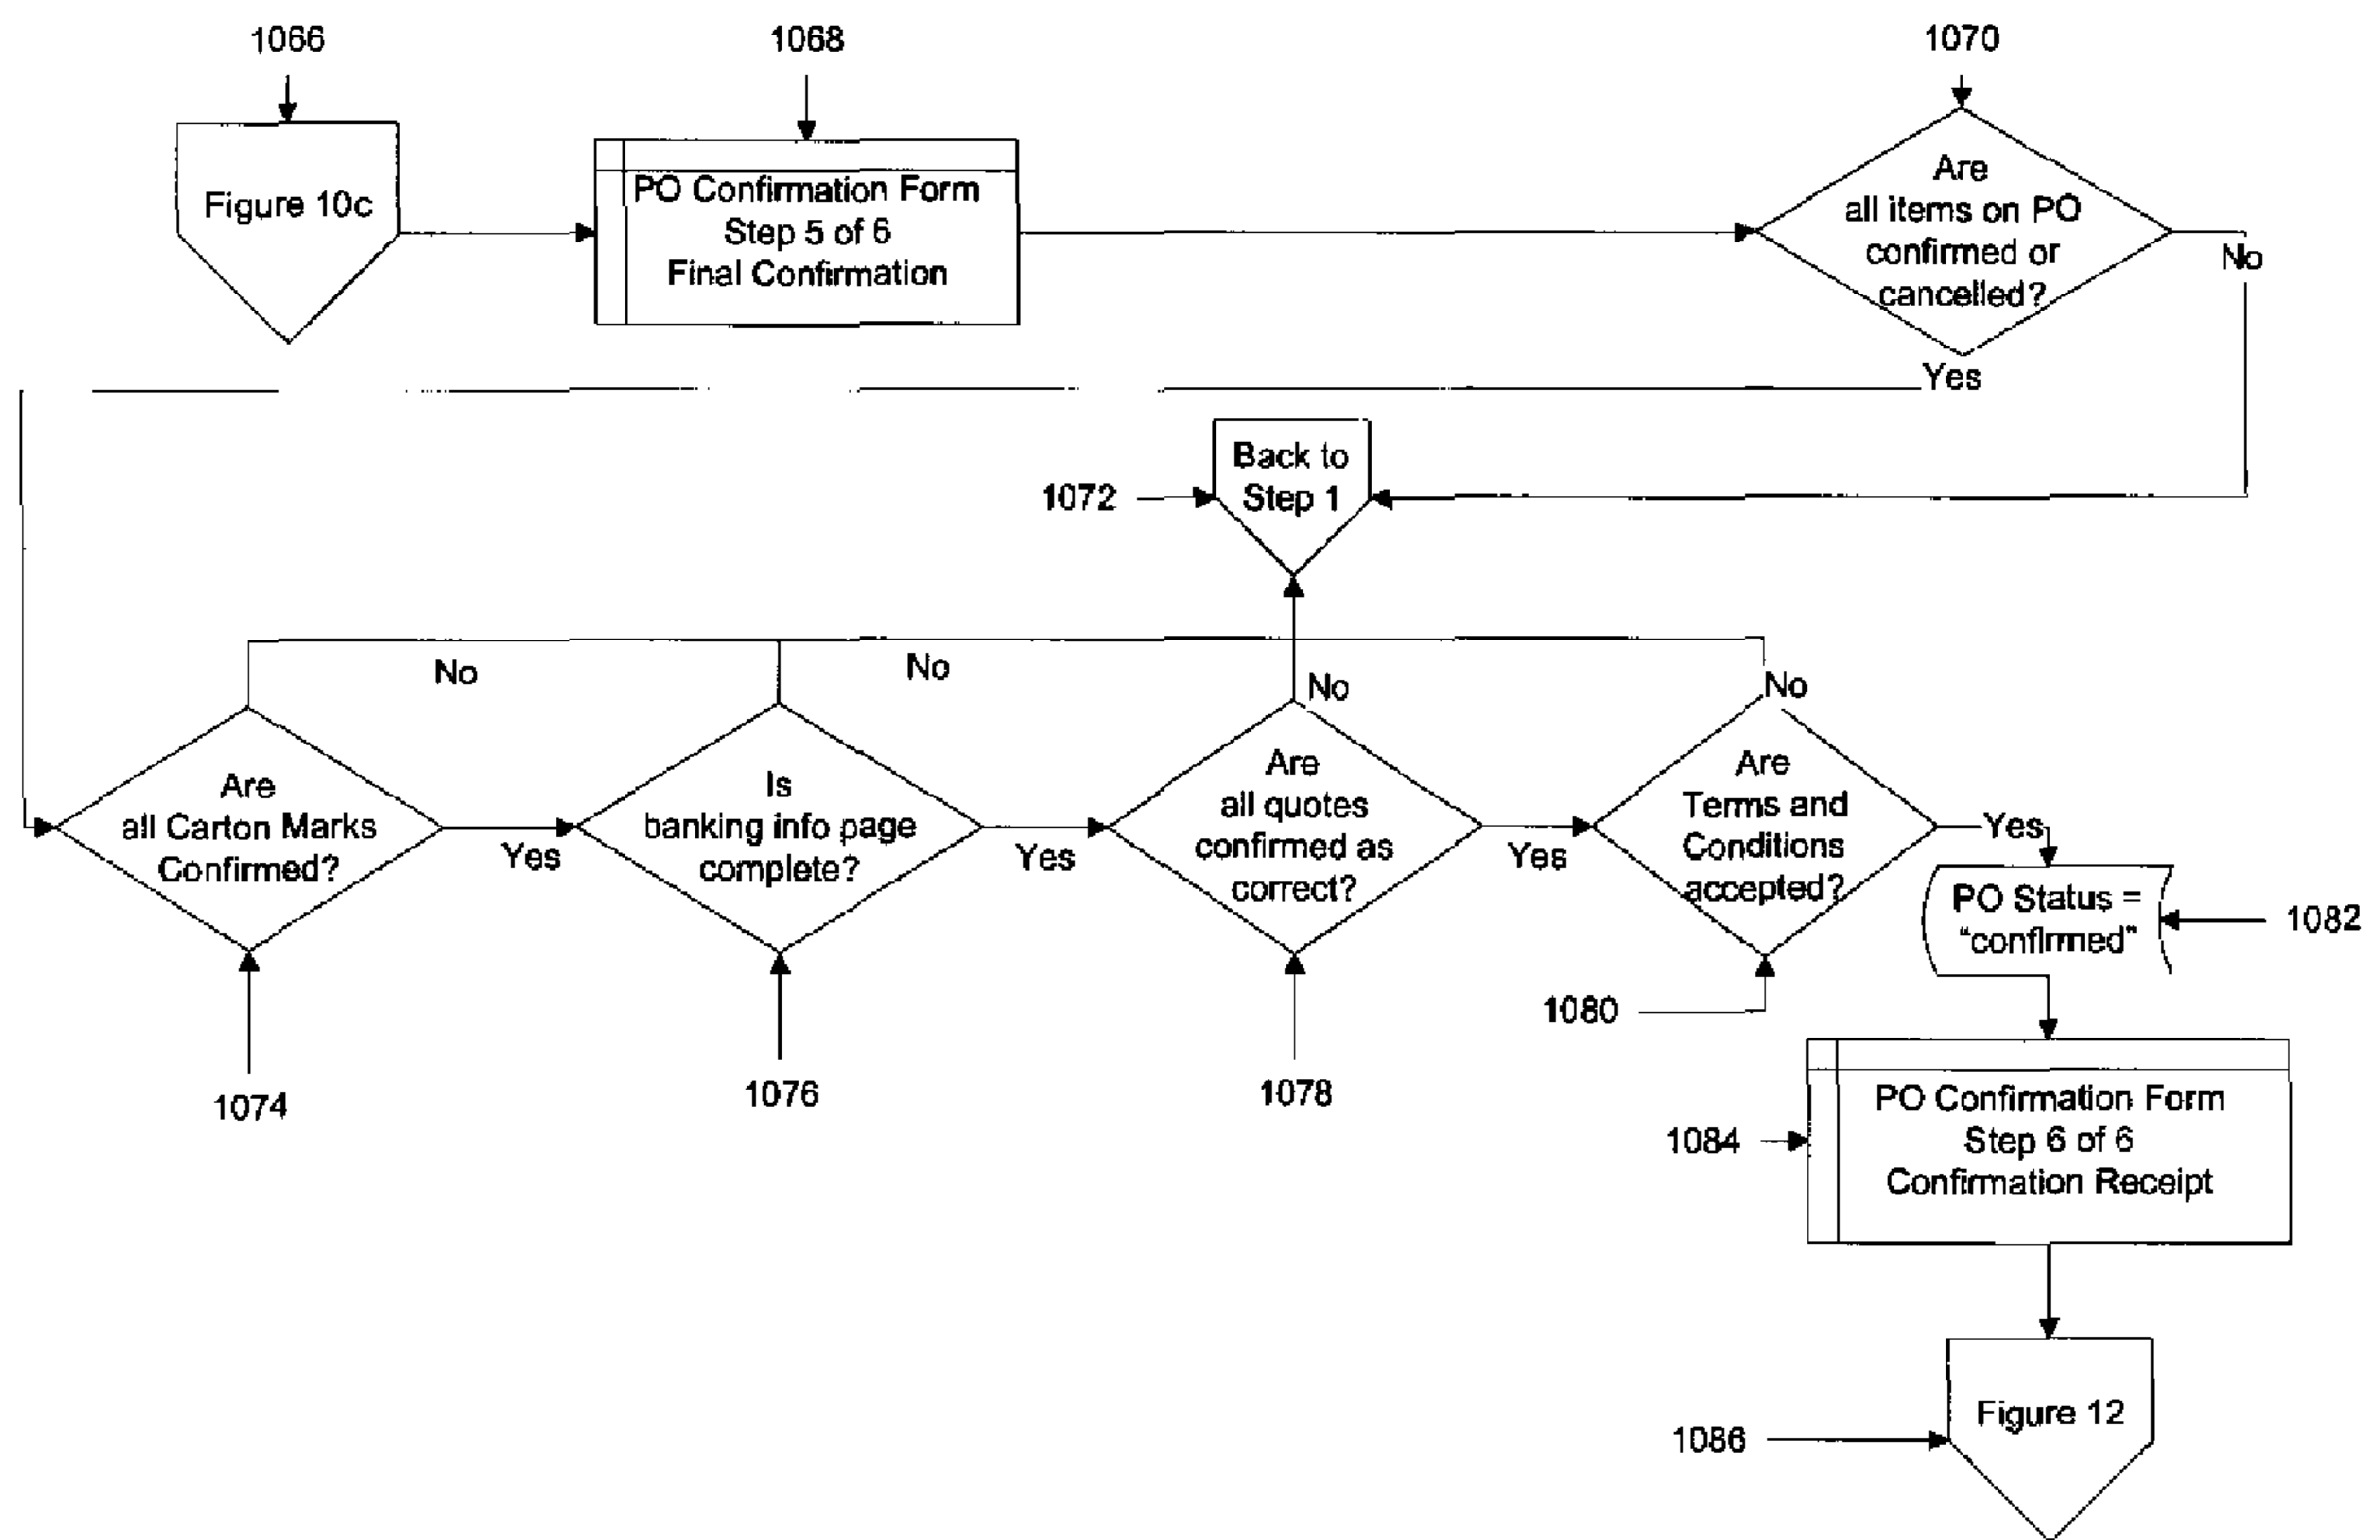 1066
1068
1070
Figure 10c
PO Confirmation Form
Step 5 of 6
Final Confirmation
Are
all items on PO
confirmed or
cancelled?
No
Yes
Back to
Step 1
1072
No
No
No
No
Are
all Carton Marks
Confirmed?
Yes
Is
banking info page
complete?
Yes
Are
all quotes
confirmed as
correct?
Yes
Are
Terms and
Conditions
accepted?
Yes
PO Status =
"confirmed"
1082
1074
1076
1078
1080
1084
PO Confirmation Form
Step 6 of 6
Confirmation Receipt
1086
Figure 12